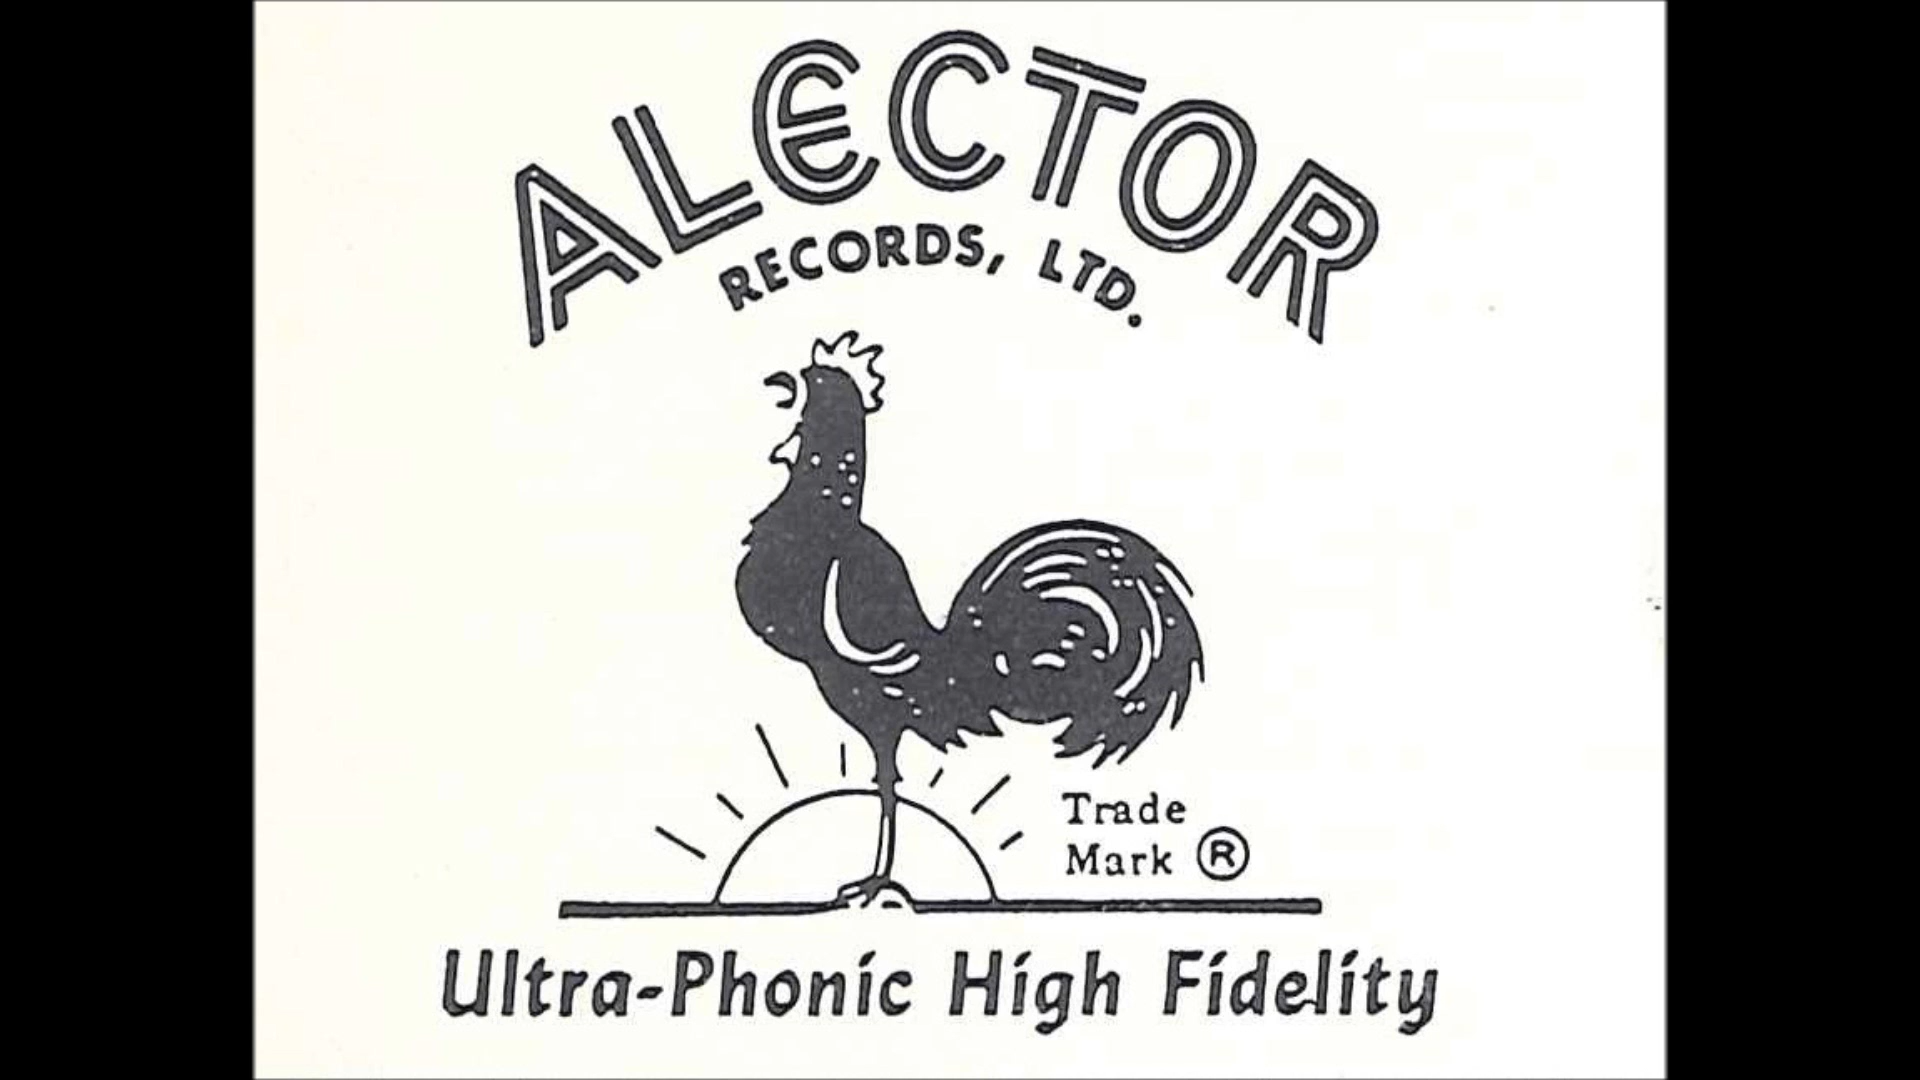 ALECTOR
RECORDS, LTD.
Trade
Mark ®
Ultra-Phonic High Fidelity